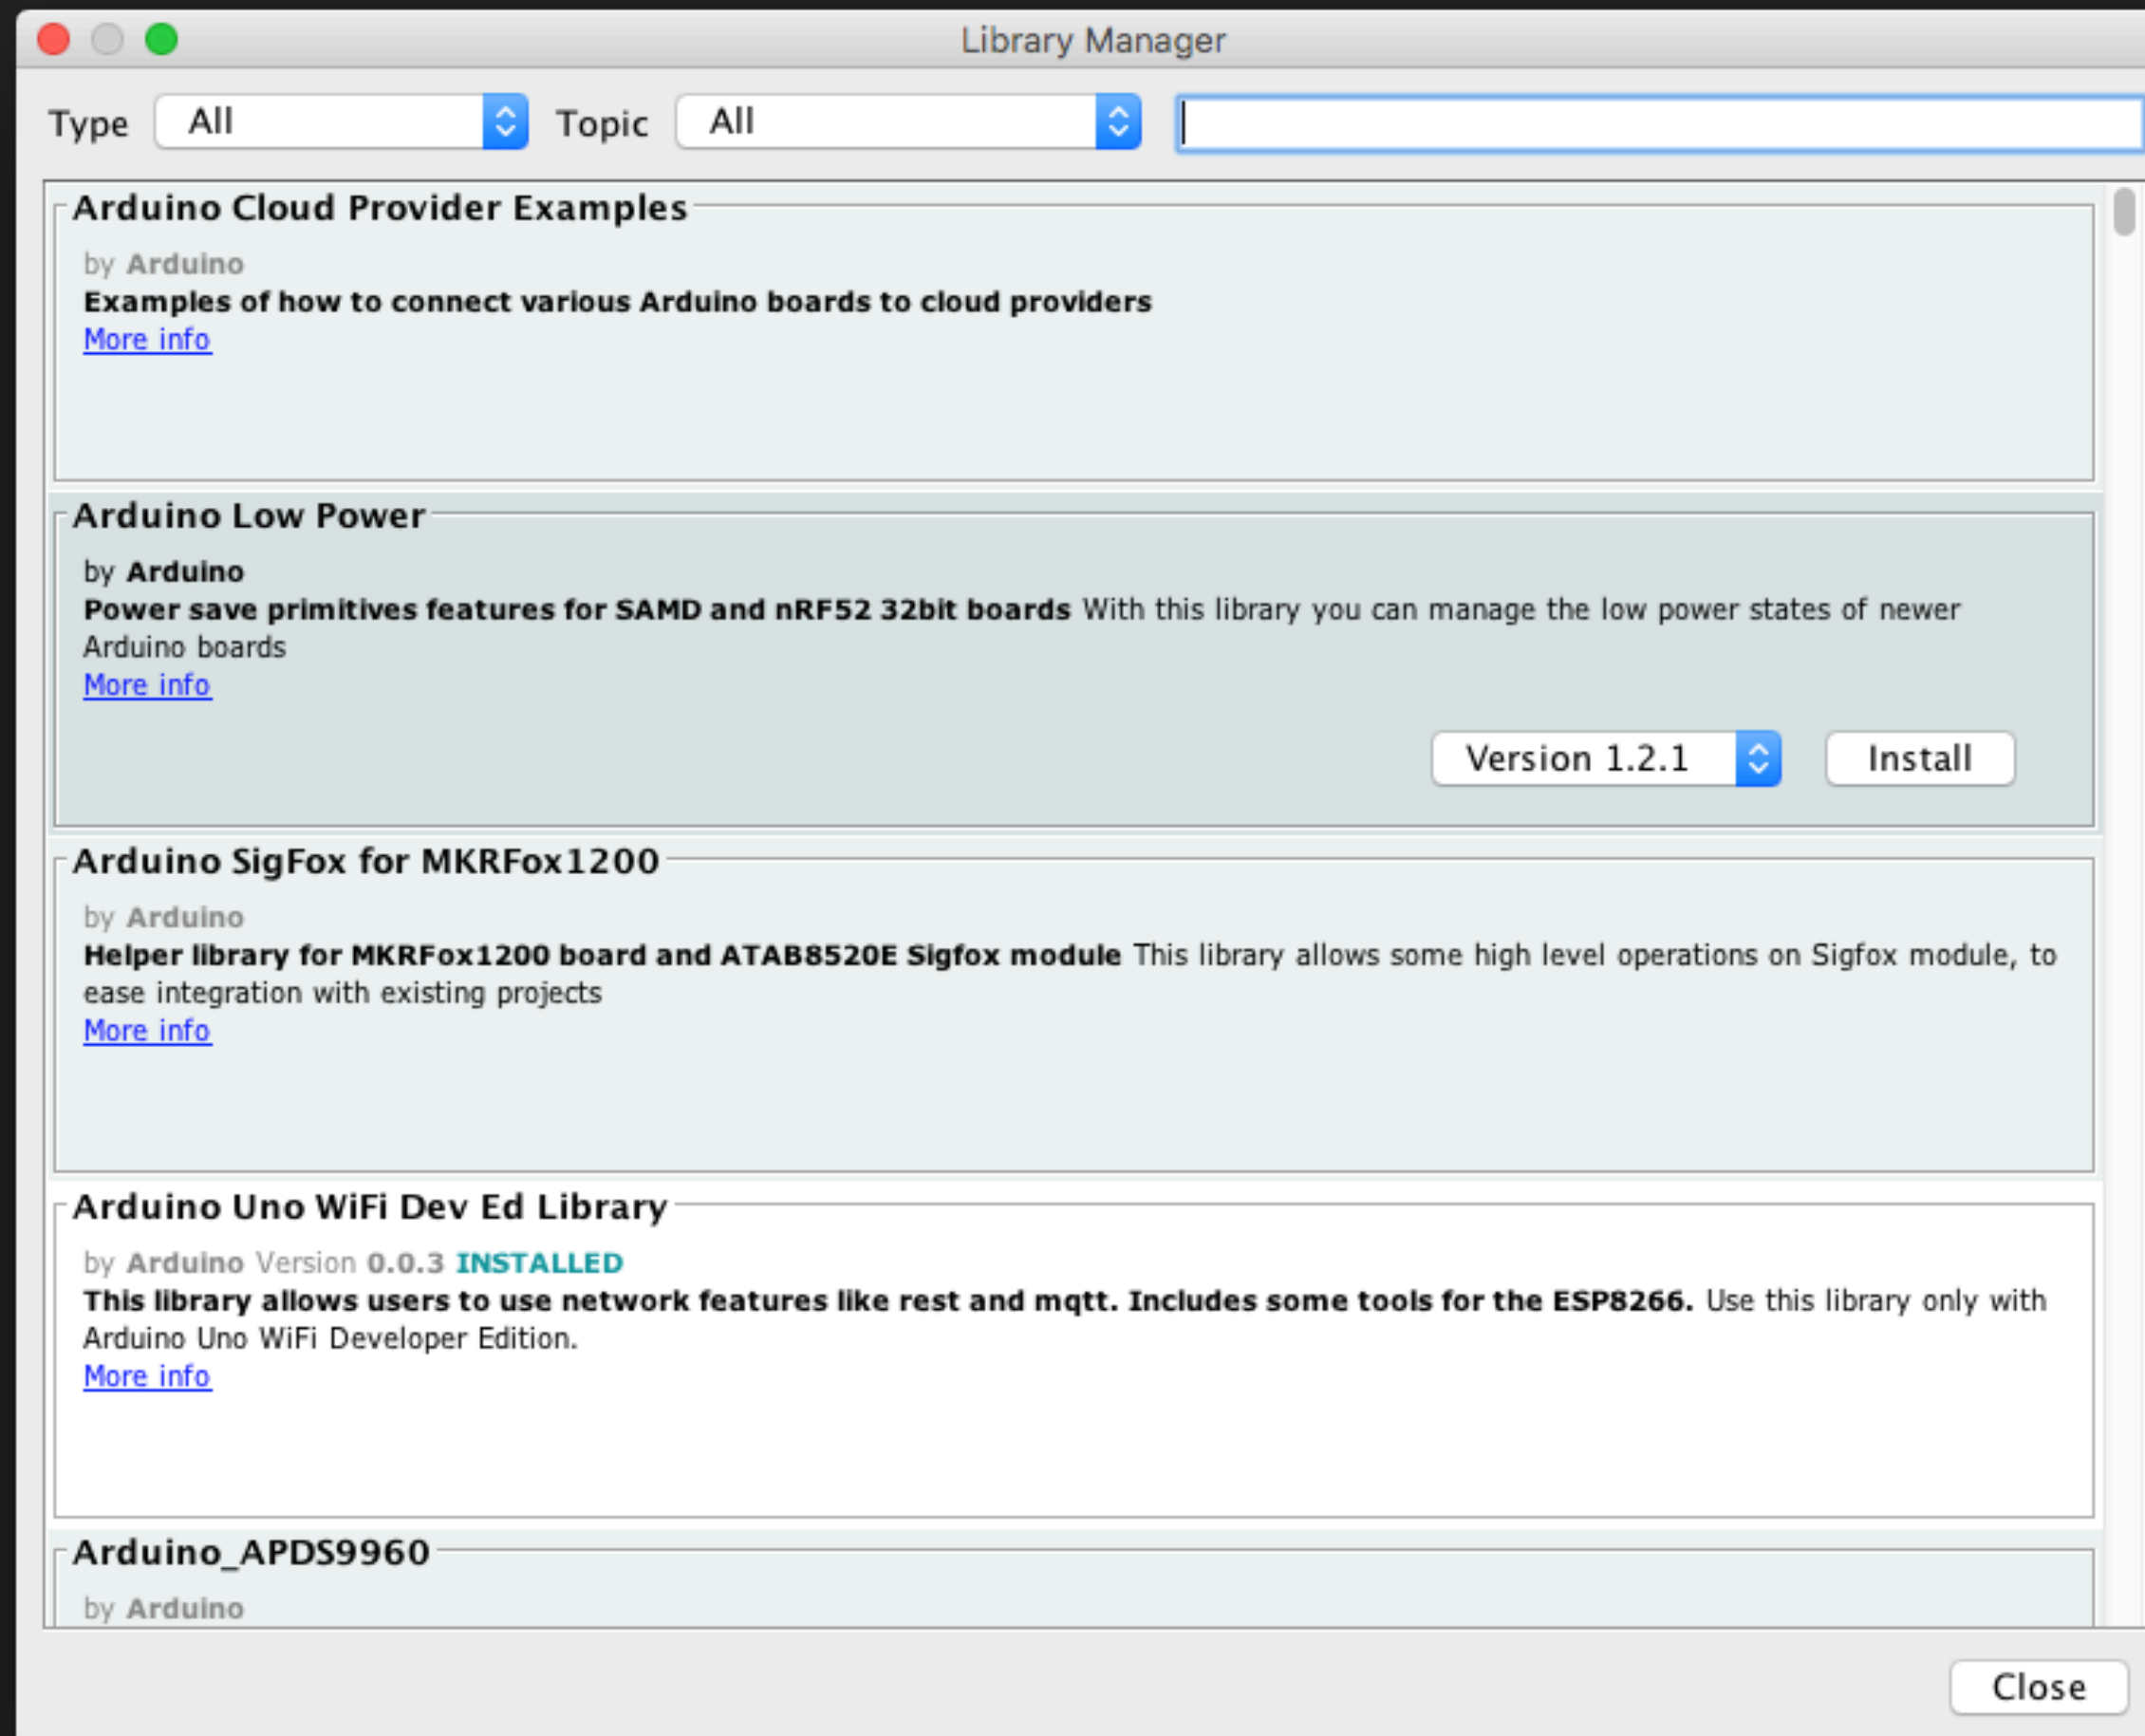 Library Manager
Type All Topic All
Arduino Cloud Provider Examples
by Arduino
Examples of how to connect various Arduino boards to cloud providers
More info
Arduino Low Power
by Arduino
Power save primitives features for SAMD and nRF52 32bit boards With this library you can manage the low power states of newer
Arduino boards
More info
Version 1.2.1 Install
Arduino SigFox for MKRFox1200
by Arduino
Helper library for MKRFox1200 board and ATAB8520E Sigfox module This library allows some high level operations on Sigfox module, to
ease integration with existing projects
More info
Arduino Uno WiFi Dev Ed Library
by Arduino Version 0.0.3 INSTALLED
This library allows users to use network features like rest and mqtt. Includes some tools for the ESP8266. Use this library only with
Arduino Uno WiFi Developer Edition.
More info
Arduino_APDS9960
by Arduino
Close